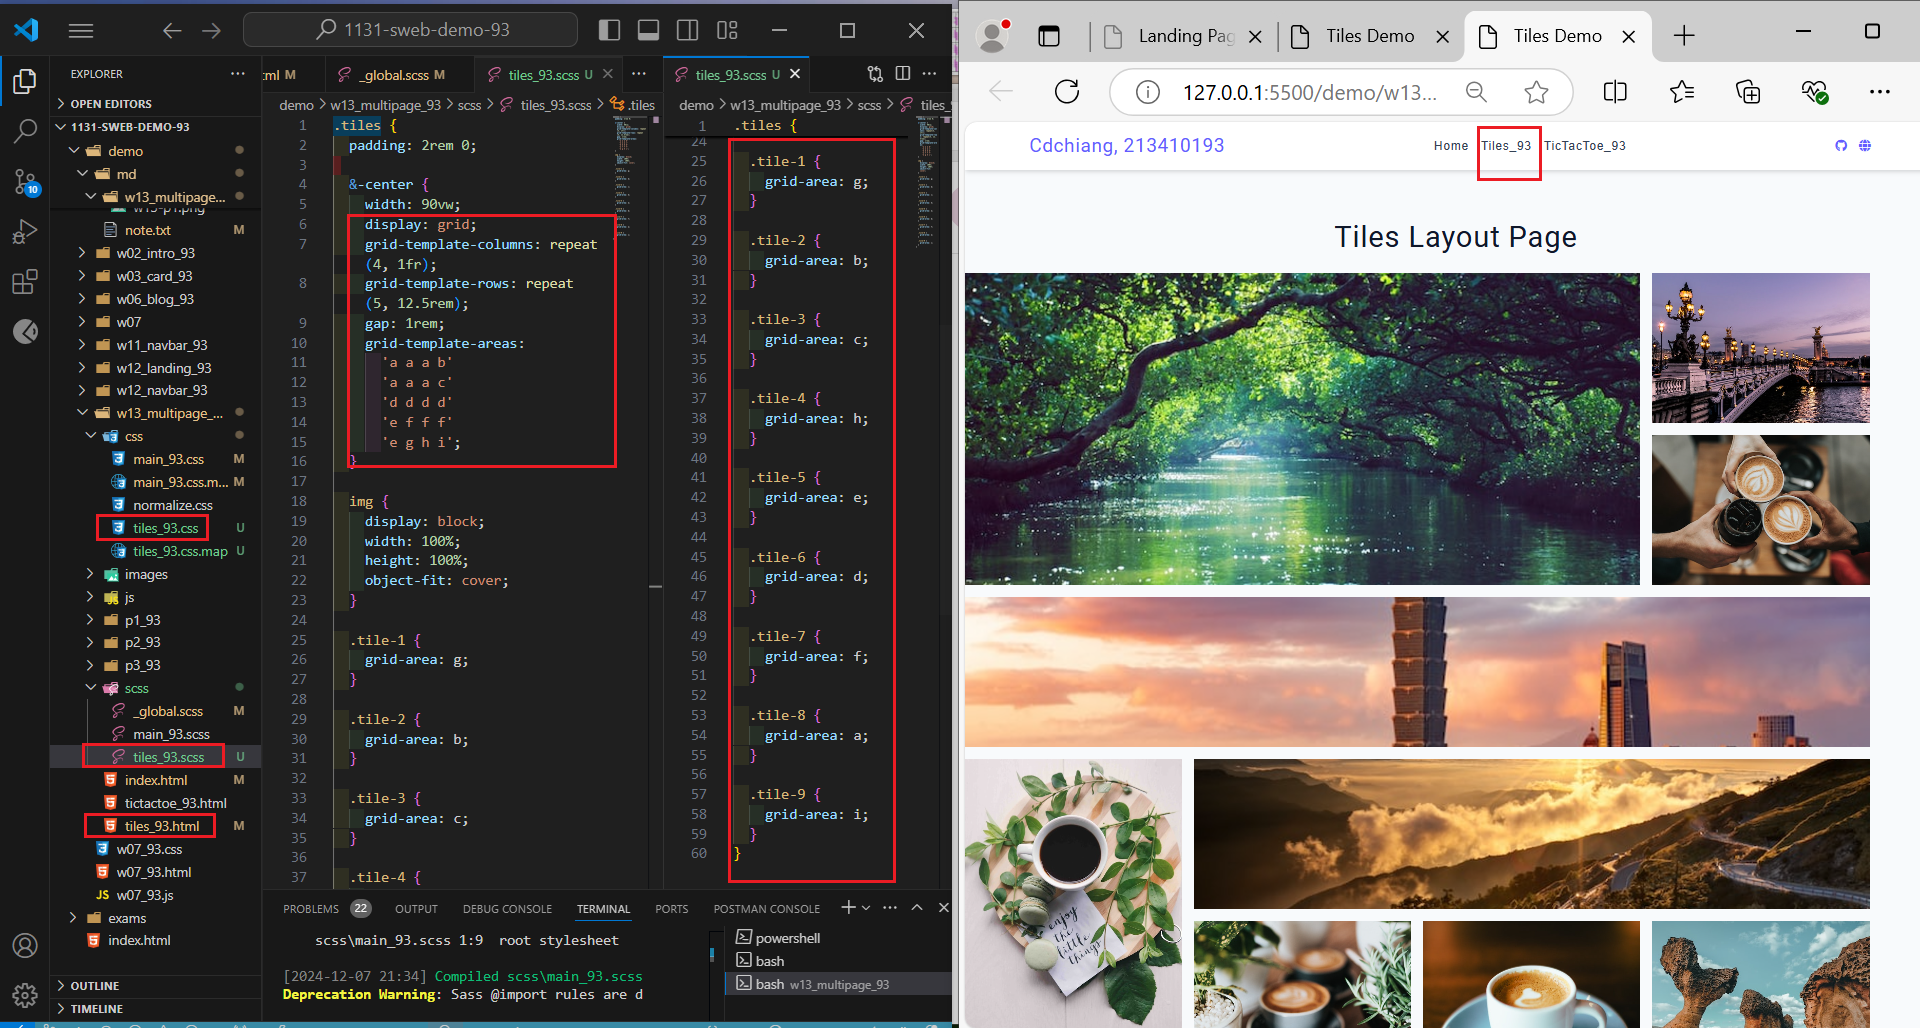 1131-sweb-demo-93
EXPLORER
OPEN EDITORS
1131-SWEB-DEMO-93
demo
md
w13_multipage...
w13-p1.png
note.txt M
w02_intro_93
w03_card_93
w06_blog_93
w07
w11_navbar_93
w12_landing_93
w12_navbar_93
w13_multipage_...
css
main_93.css M
main_93.css.m... M
normalize.css
tiles_93.css U
tiles_93.css.map U
images
js
p1_93
p2_93
p3_93
scss
_global.scss M
main_93.scss
tiles_93.scss U
index.html M
tictactoe_93.html
tiles_93.html M
w07_93.css
w07_93.html
w07_93.js
exams
index.html
OUTLINE
TIMELINE
10
tml M
_global.scss M
tiles_93.scss U
demo > w13_multipage_93 > scss > tiles_93.scss > .tiles
1 .tiles {
2 padding: 2rem 0;
3
4 &-center {
5 width: 90vw;
6 display: grid;
7 grid-template-columns: repeat
(4, 1fr);
8 grid-template-rows: repeat
(5, 12.5rem);
9 gap: 1rem;
10 grid-template-areas:
11 'a a a b'
12 'a a a c'
13 'd d d d'
14 'e f f f'
15 'e g h i';
16 }
17
18 img {
19 display: block;
20 width: 100%;
21 height: 100%;
22 object-fit: cover;
23 }
24
25 .tile-1 {
26 grid-area: g;
27 }
28
29 .tile-2 {
30 grid-area: b;
31 }
32
33 .tile-3 {
34 grid-area: c;
35 }
36
37 .tile-4 {
tiles_93.scss U
demo > w13_multipage_93 > scss > tiles_
1 .tiles {
24
25 .tile-1 {
26 grid-area: g;
27 }
28
29 .tile-2 {
30 grid-area: b;
31 }
32
33 .tile-3 {
34 grid-area: c;
35 }
36
37 .tile-4 {
38 grid-area: h;
39 }
40
41 .tile-5 {
42 grid-area: e;
43 }
44
45 .tile-6 {
46 grid-area: d;
47 }
48
49 .tile-7 {
50 grid-area: f;
51 }
52
53 .tile-8 {
54 grid-area: a;
55 }
56
57 .tile-9 {
58 grid-area: i;
59 }
60 }
PROBLEMS 22 OUTPUT DEBUG CONSOLE TERMINAL PORTS POSTMAN CONSOLE
scss\main_93.scss 1:9 root stylesheet
[2024-12-07 21:34] Compiled scss\main_93.scss
Deprecation Warning: Sass @import rules are d
powershell
bash
bash w13_multipage_93
Landing Pag
Tiles Demo
Tiles Demo
127.0.0.1:5500/demo/w13...
Cdchiang, 213410193
Home Tiles_93 TicTacToe_93
Tiles Layout Page
enjoy
the
little
things